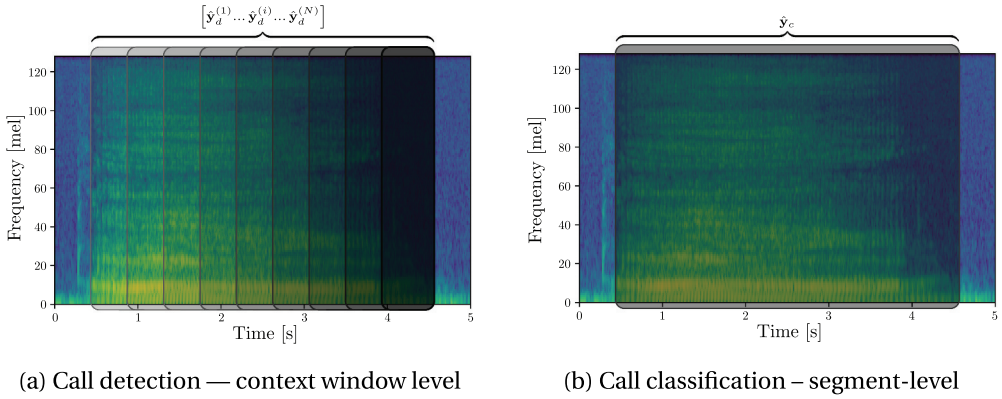 [ŷ_d^(1) ... ŷ_d^(i) ... ŷ_d^(N)]
ŷ_c
120
100
80
60
40
20
0
Frequency [mel]
0 1 2 3 4 5
Time [s]
120
100
80
60
40
20
0
Frequency [mel]
0 1 2 3 4 5
Time [s]
(a) Call detection — context window level
(b) Call classification – segment-level